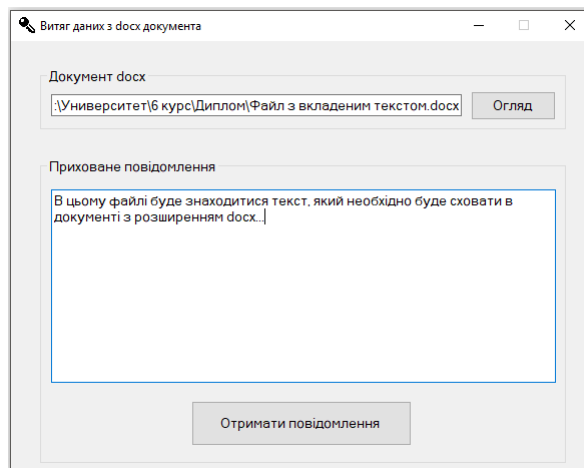 Витяг даних з docx документа
Документ docx
:\Университет\6 курс\Диплом\Файл з вкладеним текстом.docx
Огляд
Приховане повідомлення
В цьому файлі буде знаходитися текст, який необхідно буде сховати в
документі з розширенням docx...
Отримати повідомлення